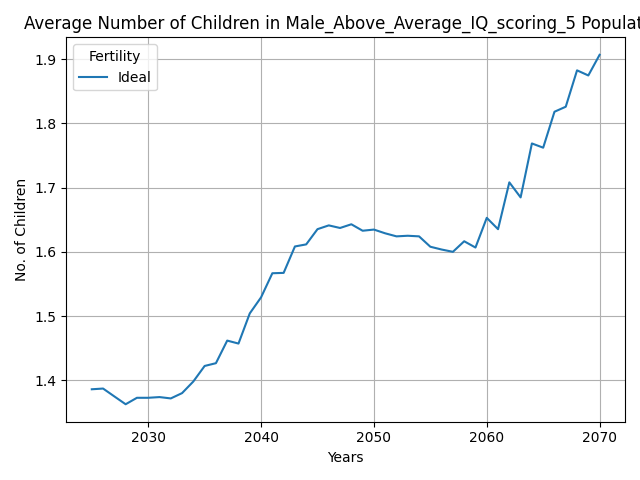 Average Number of Children in Male_Above_Average_IQ_scoring_5 Populat
Fertility
Ideal
No. of Children
1.9
1.8
1.7
1.6
1.5
1.4
2030 2040 2050 2060 2070
Years